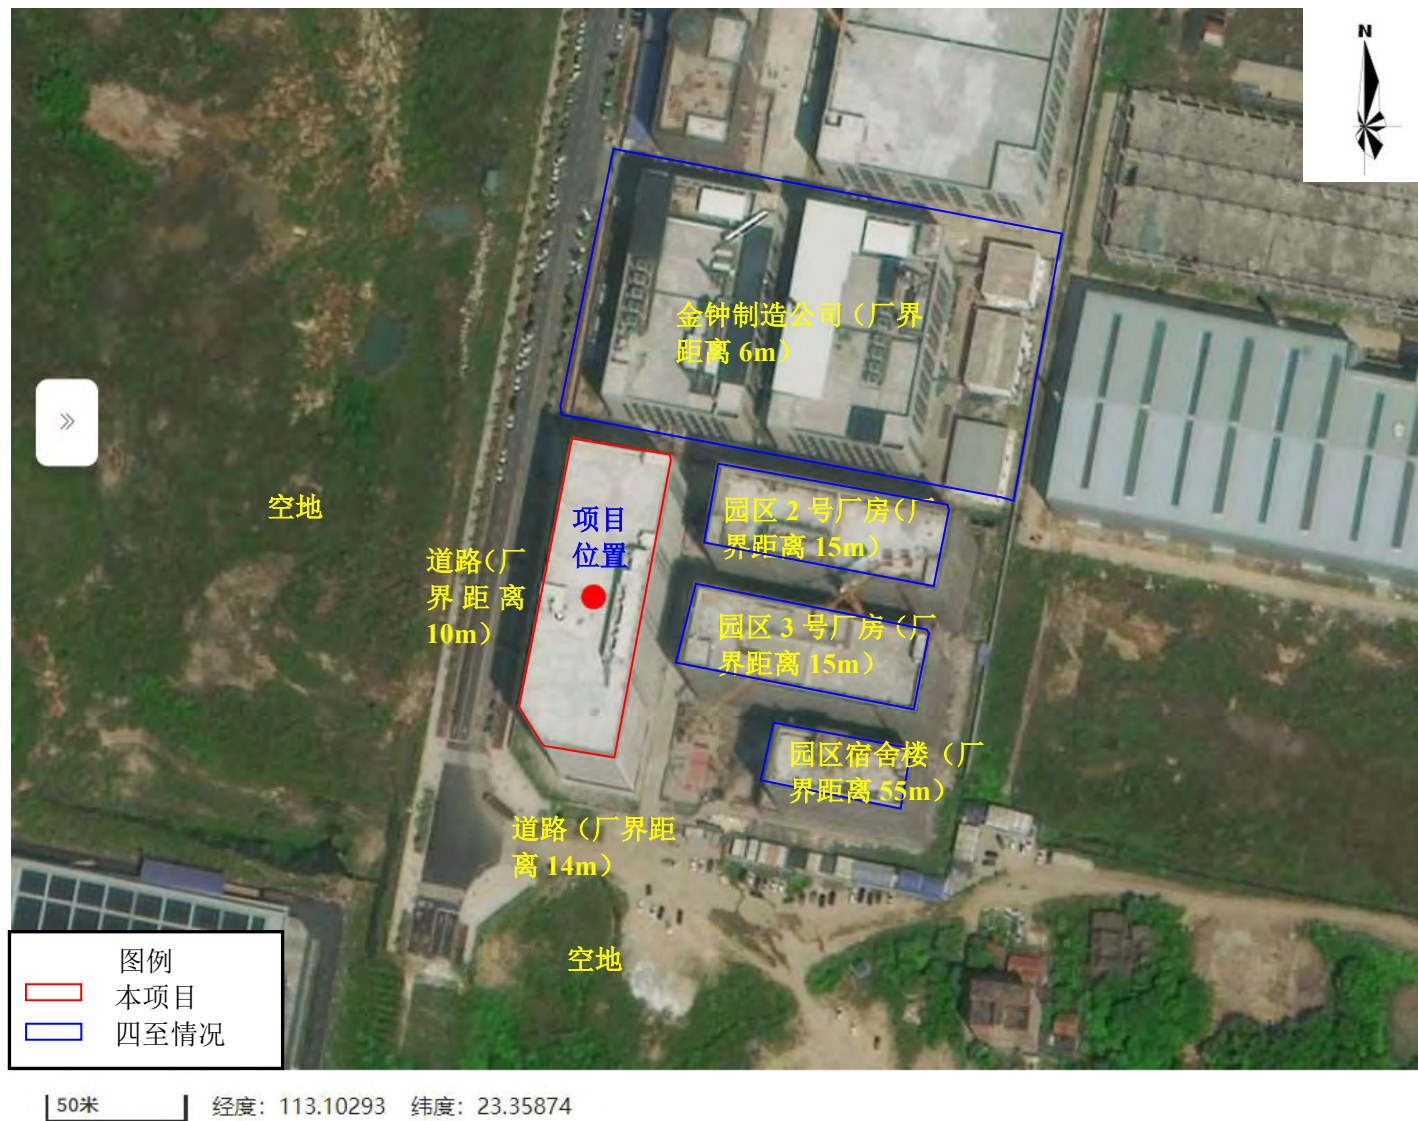 N
金钟制造公司（厂界
距离 6m）
空地
项目
位置
园区 2 号厂房（厂
界距离 15m）
道路（厂
界距离
10m）
园区 3 号厂房（厂
界距离 15m）
园区宿舍楼（厂
界距离 55m）
道路（厂界距
离 14m）
空地
图例
本项目
四至情况
50米
经度：113.10293 纬度：23.35874